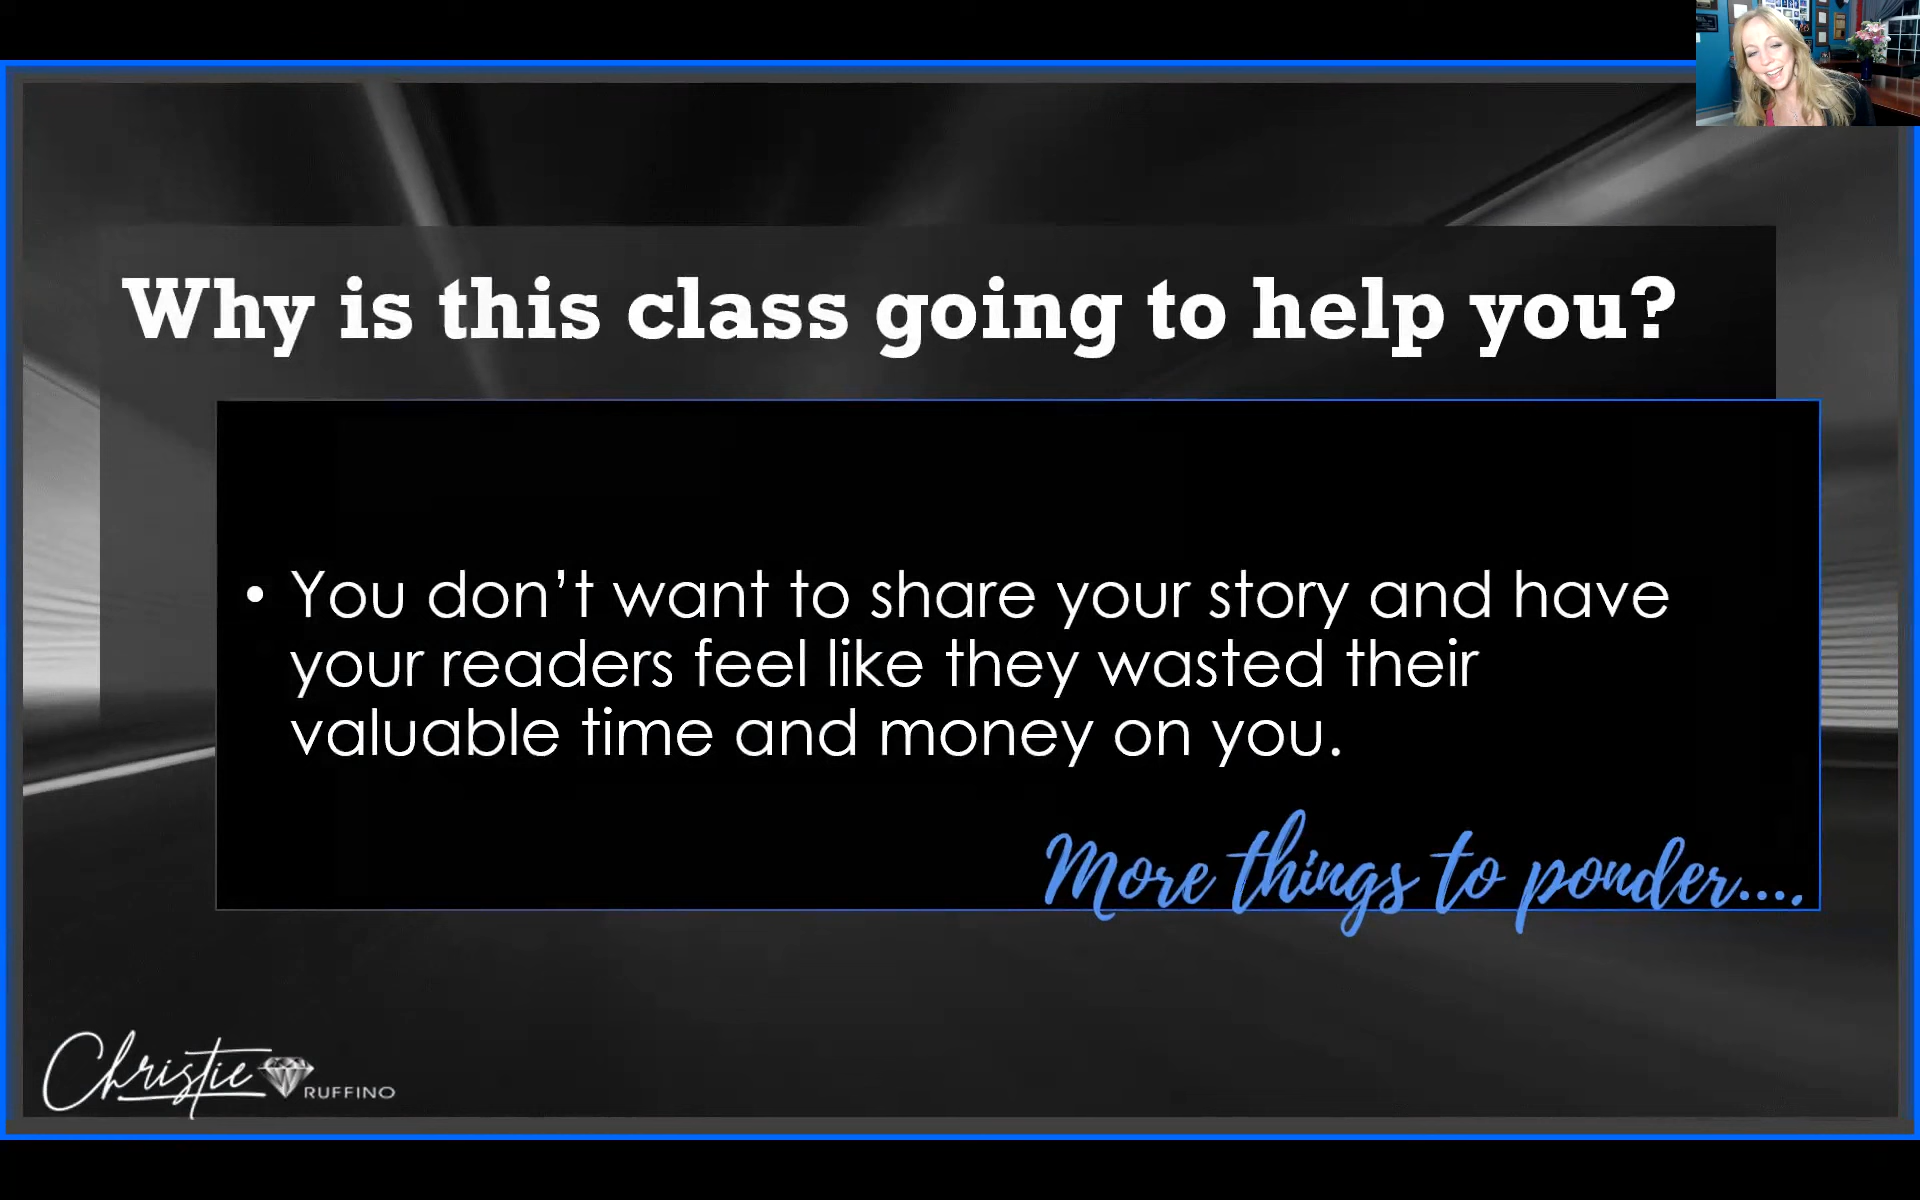 Why is this class going to help you?
• You don’t want to share your story and have
your readers feel like they wasted their
valuable time and money on you.
More things to ponder....
Christie RUFFINO